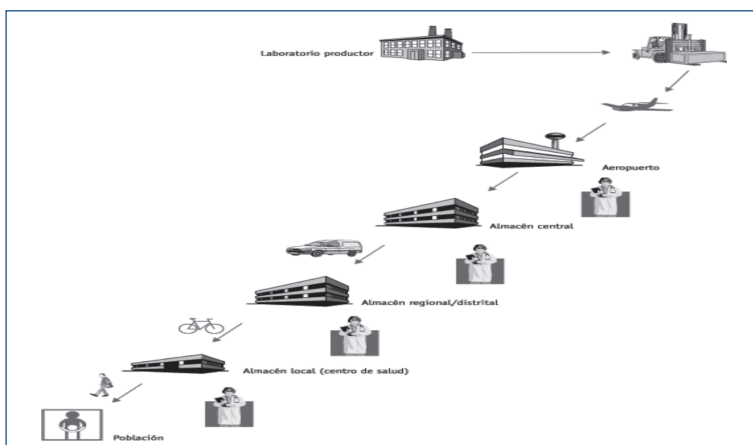 Laboratorio productor
Aeropuerto
Almacén central
Almacén regional/distrital
Almacén local (centro de salud)
Población